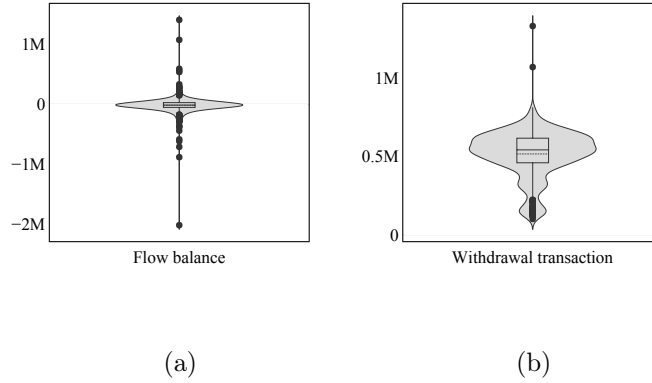 1M
0
−1M
−2M
Flow balance
1M
0.5M
0
Withdrawal transaction
(a)
(b)